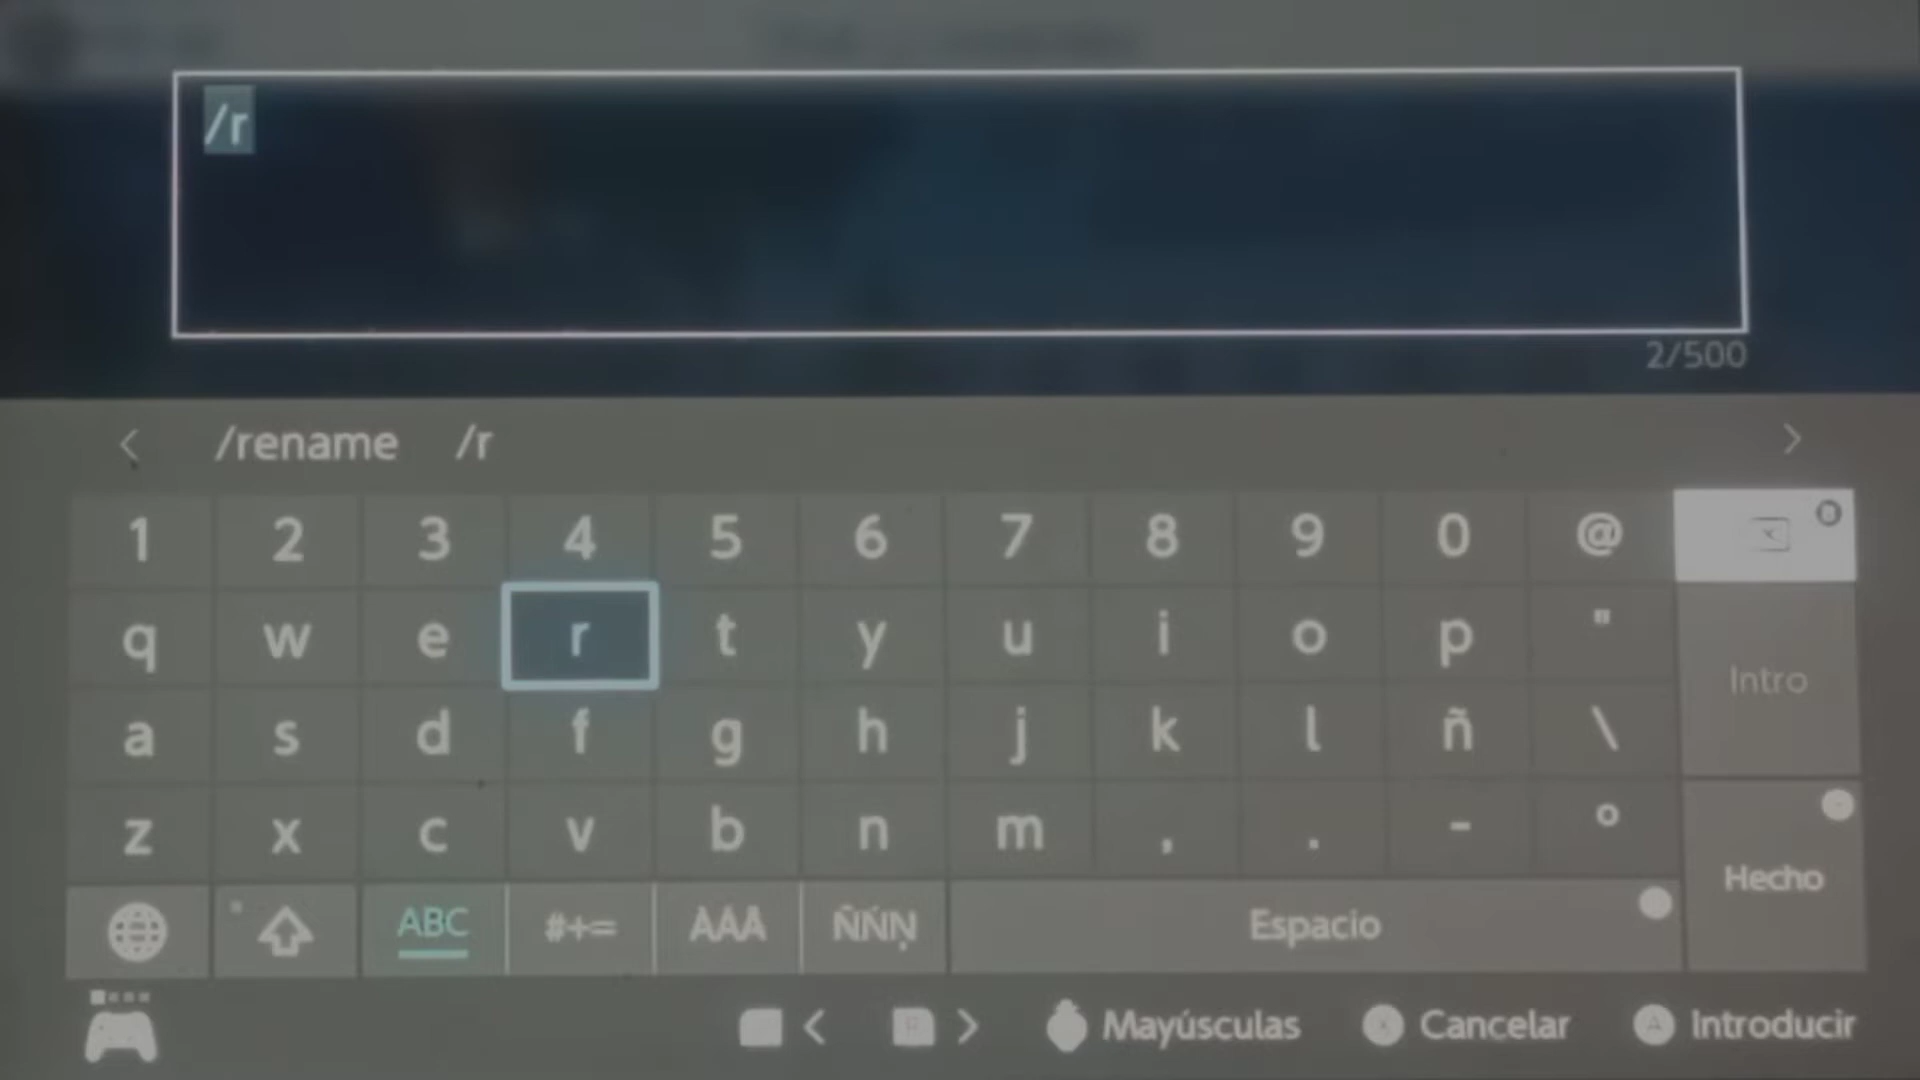 /r
2/500
< /rename /r >
1 2 3 4 5 6 7 8 9 0 @
q w e r t y u i o p "
Intro
a s d f g h j k l ñ \
z x c v b n m , . - º
Hecho
ABC #+= ÀÁÂ ÑŃŅ Espacio
< R > Mayúsculas X Cancelar A Introducir